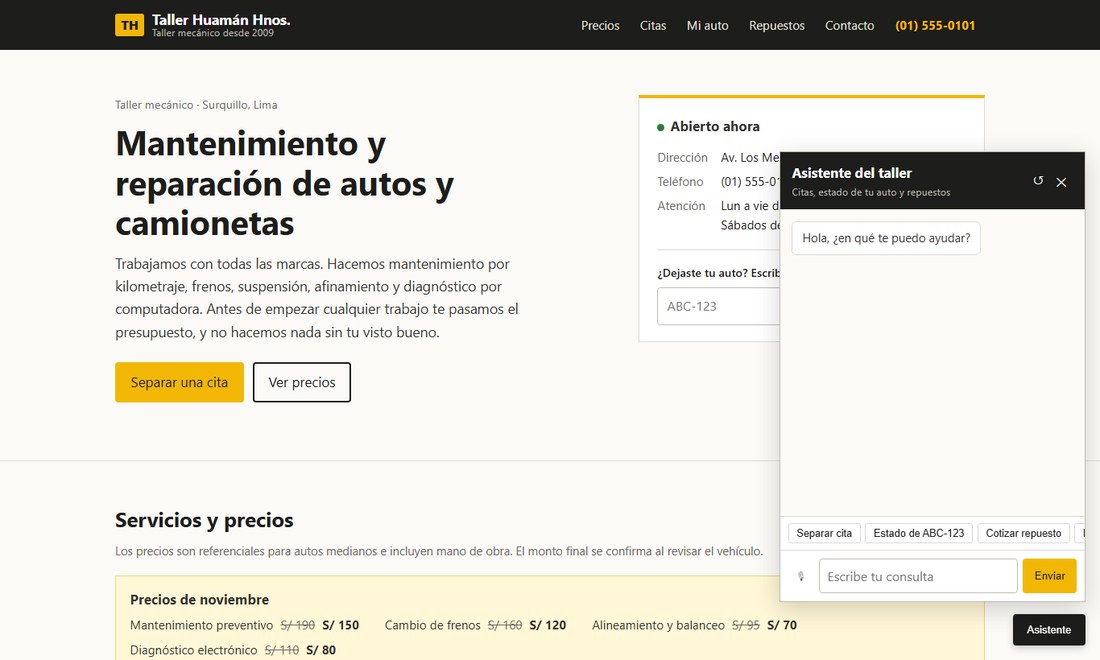 TH
Taller Huamán Hnos.
Taller mecánico desde 2009
Precios Citas Mi auto Repuestos Contacto (01) 555-0101
Taller mecánico · Surquillo, Lima
Mantenimiento y
reparación de autos y
camionetas
Trabajamos con todas las marcas. Hacemos mantenimiento por
kilometraje, frenos, suspensión, afinamiento y diagnóstico por
computadora. Antes de empezar cualquier trabajo te pasamos el
presupuesto, y no hacemos nada sin tu visto bueno.
Separar una cita Ver precios
Abierto ahora
Dirección Av. Los
Teléfono (01)
Atención Lun a vie
Sábados
¿Dejaste tu auto?
ABC-123
Asistente del taller
Citas, estado de tu auto y repuestos
Hola, ¿en qué te puedo ayudar?
Separar cita Estado de ABC-123 Cotizar repuesto
Escribe tu consulta Enviar
Asistente
Servicios y precios
Los precios son referenciales para autos medianos e incluyen mano de obra. El monto final se confirma al revisar el vehículo.
Precios de noviembre
Mantenimiento preventivo S/ 190 S/ 150 Cambio de frenos S/ 160 S/ 120 Alineamiento y balanceo S/ 95 S/ 70
Diagnóstico electrónico S/ 110 S/ 80